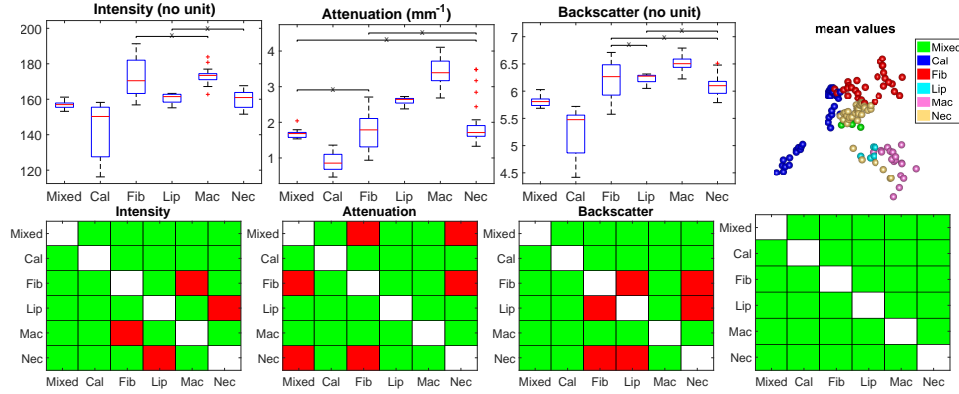 Intensity (no unit)
200
180
160
140
120
x
x
Mixed Cal Fib Lip Mac Nec
Attenuation (mm⁻¹)
5
4
3
2
1
x
x
x
Mixed Cal Fib Lip Mac Nec
Backscatter (no unit)
7
6.5
6
5.5
5
4.5
x
x
x
Mixed Cal Fib Lip Mac Nec
mean values
Mixed
Cal
Fib
Lip
Mac
Nec
Intensity
Mixed
Cal
Fib
Lip
Mac
Nec
Mixed Cal Fib Lip Mac Nec
Attenuation
Mixed
Cal
Fib
Lip
Mac
Nec
Mixed Cal Fib Lip Mac Nec
Backscatter
Mixed
Cal
Fib
Lip
Mac
Nec
Mixed Cal Fib Lip Mac Nec
Mixed
Cal
Fib
Lip
Mac
Nec
Mixed Cal Fib Lip Mac Nec